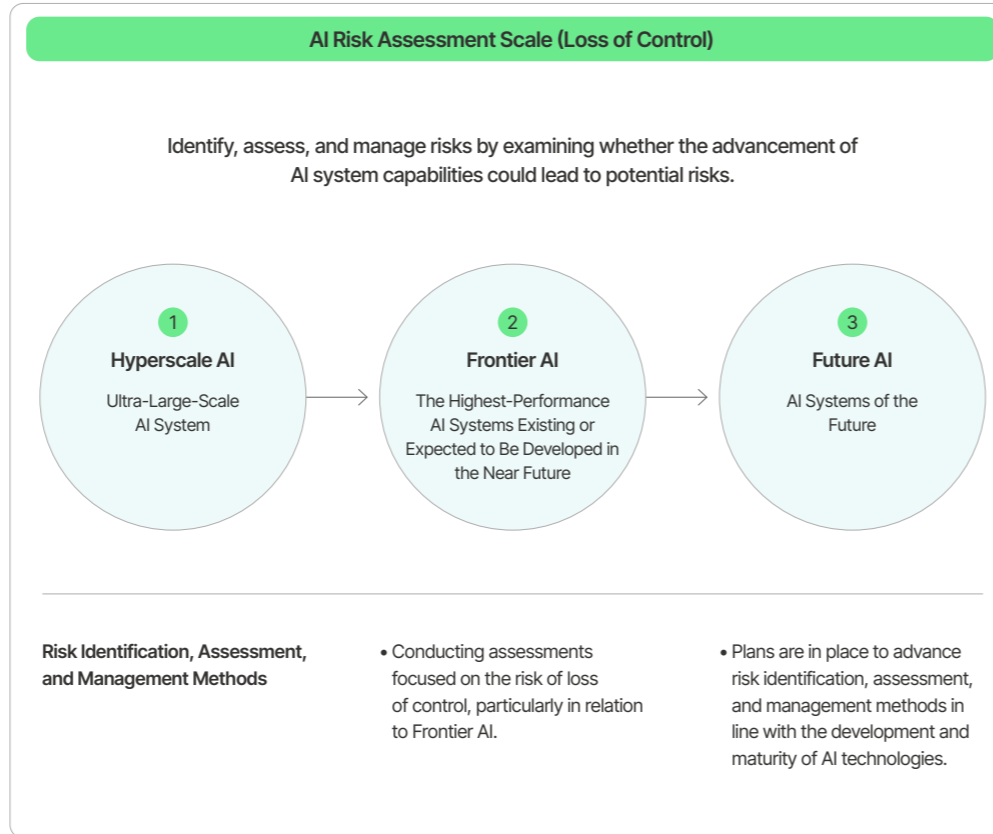 AI Risk Assessment Scale (Loss of Control)
Identify, assess, and manage risks by examining whether the advancement of
AI system capabilities could lead to potential risks.
1
Hyperscale AI
Ultra-Large-Scale
AI System
2
Frontier AI
The Highest-Performance
AI Systems Existing or
Expected to Be Developed in
the Near Future
3
Future AI
AI Systems of the
Future
Risk Identification, Assessment,
and Management Methods
• Conducting assessments
focused on the risk of loss
of control, particularly in relation
to Frontier AI.
• Plans are in place to advance
risk identification, assessment,
and management methods in
line with the development and
maturity of AI technologies.